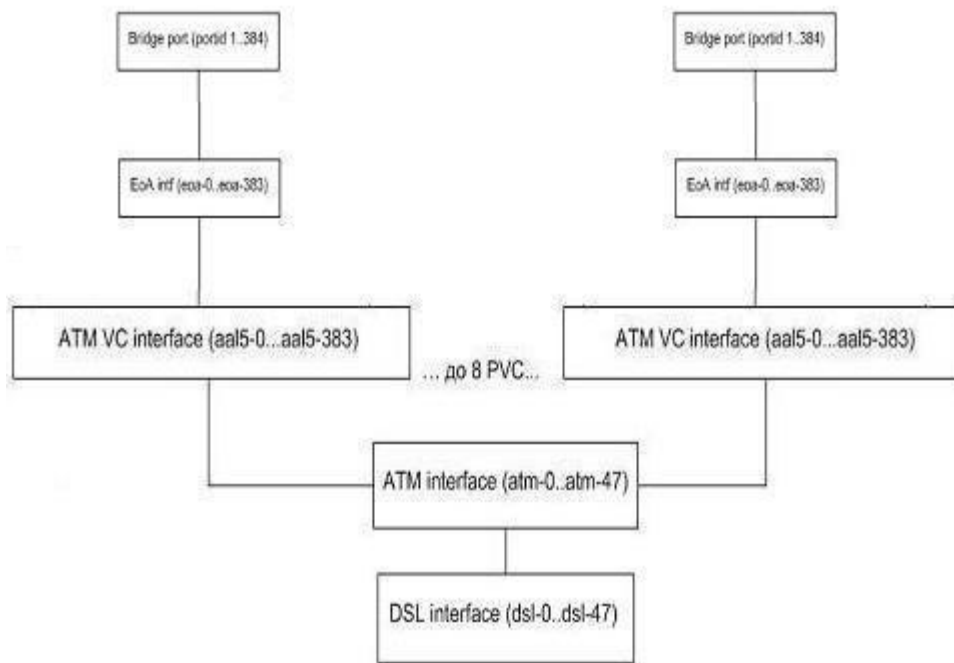 Bridge port (portid 1..384)
Bridge port (portid 1..384)
EoA intf (eoa-0..eoa-383)
EoA intf (eoa-0..eoa-383)
ATM VC interface (aal5-0...aal5-383)
ATM VC interface (aal5-0...aal5-383)
... до 8 PVC...
ATM interface (atm-0..atm-47)
DSL interface (dsl-0..dsl-47)